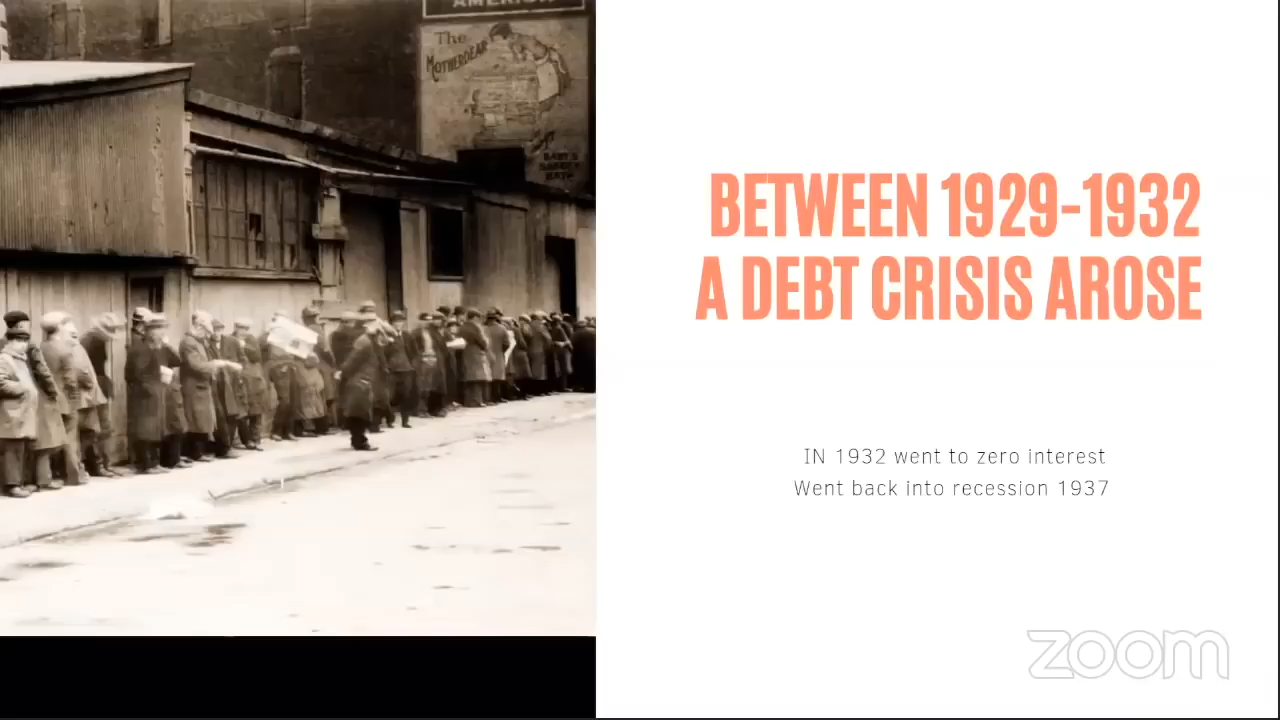 AMERICA
The
MOTHERDEAR
BETWEEN 1929-1932
A DEBT CRISIS AROSE
IN 1932 went to zero interest
Went back into recession 1937
zoom